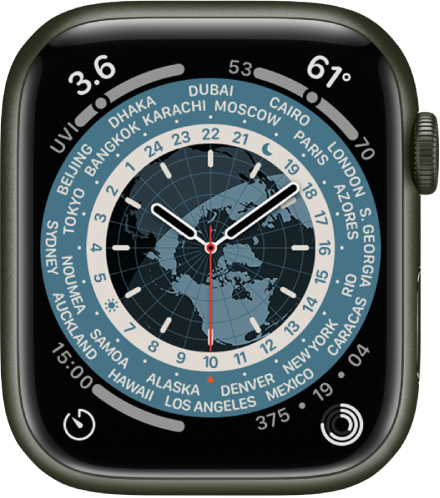 3.6
UVI
53
61°
70
DUBAI
CAIRO
LONDON
S. GEORGIA
RIO
CARACAS
NEW YORK
MEXICO
DENVER
LOS ANGELES
ALASKA
HAWAII
SAMOA
AUCKLAND
NOUMEA
SYDNEY
TOKYO
BEIJING
BANGKOK
DHAKA
KARACHI
MOSCOW
PARIS
AZORES
22
21
19
18
17
16
15
14
13
12
11
10
9
8
7
5
4
3
2
1
24
23
15:00
375 • 19 • 04